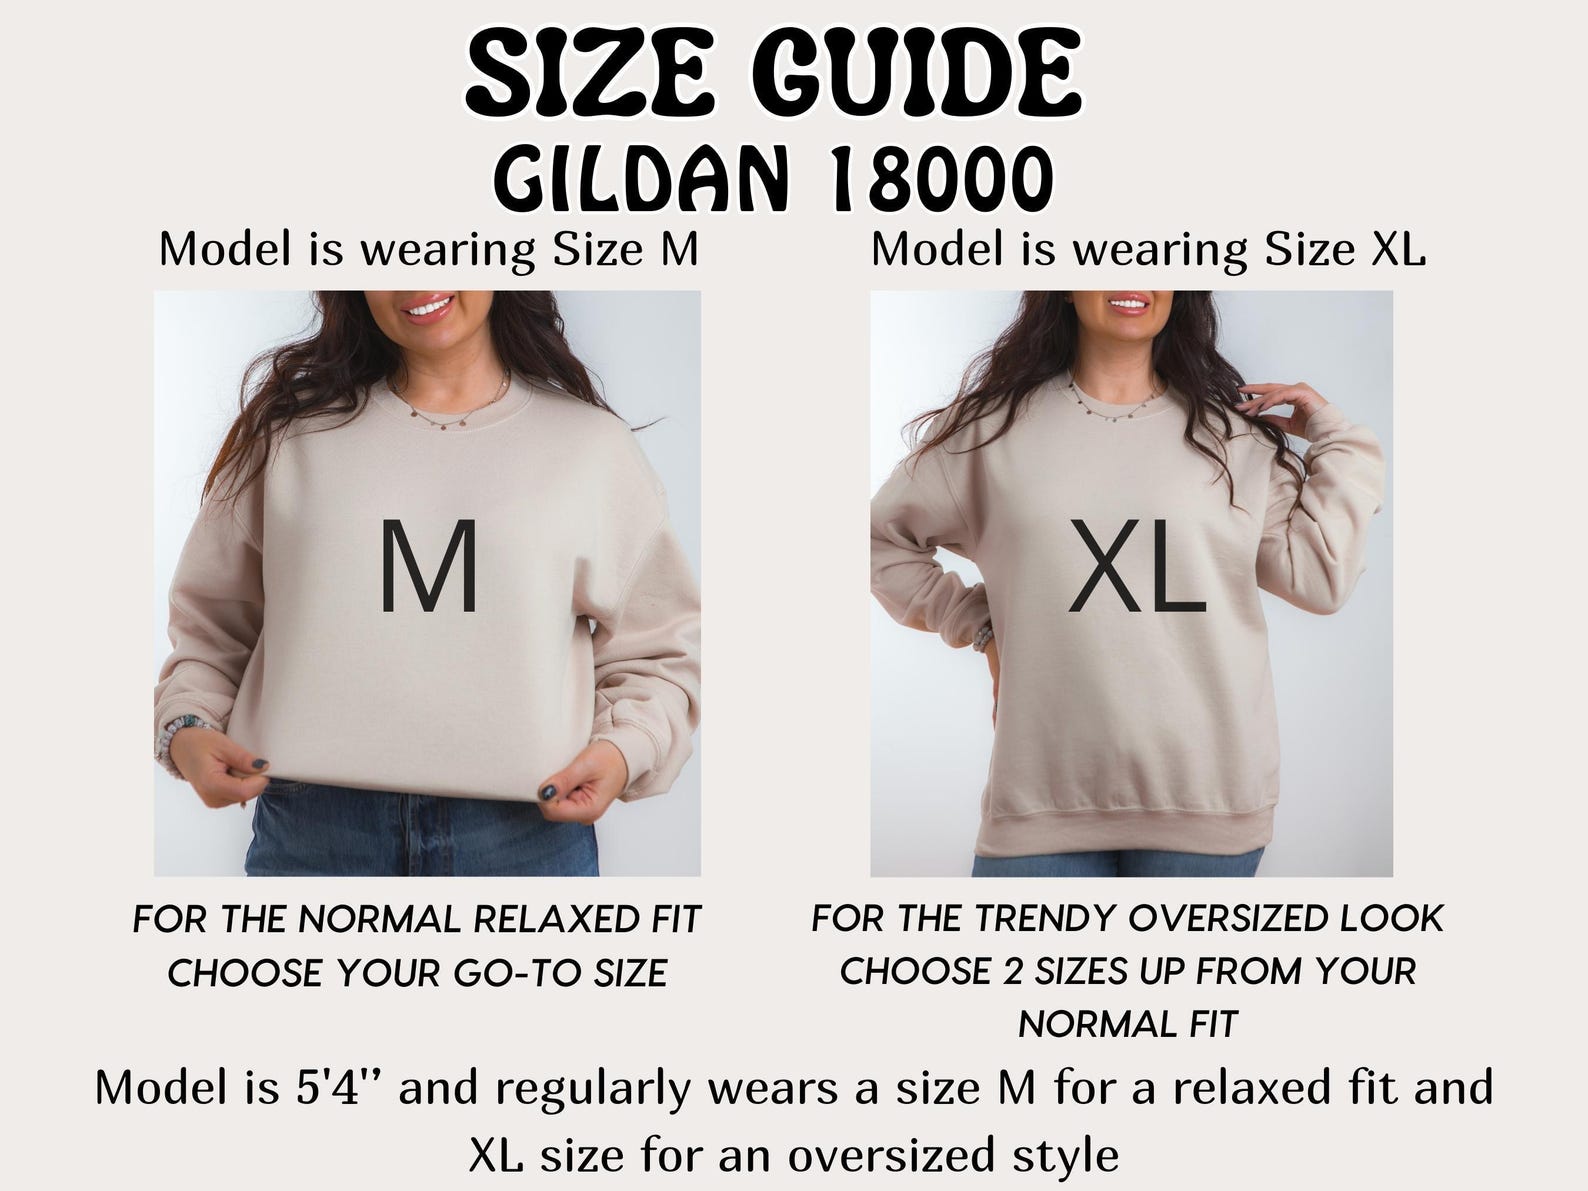 SIZE GUIDE
GILDAN 18000
Model is wearing Size M
M
FOR THE NORMAL RELAXED FIT
CHOOSE YOUR GO-TO SIZE
Model is wearing Size XL
XL
FOR THE TRENDY OVERSIZED LOOK
CHOOSE 2 SIZES UP FROM YOUR
NORMAL FIT
Model is 5'4'’ and regularly wears a size M for a relaxed fit and
XL size for an oversized style